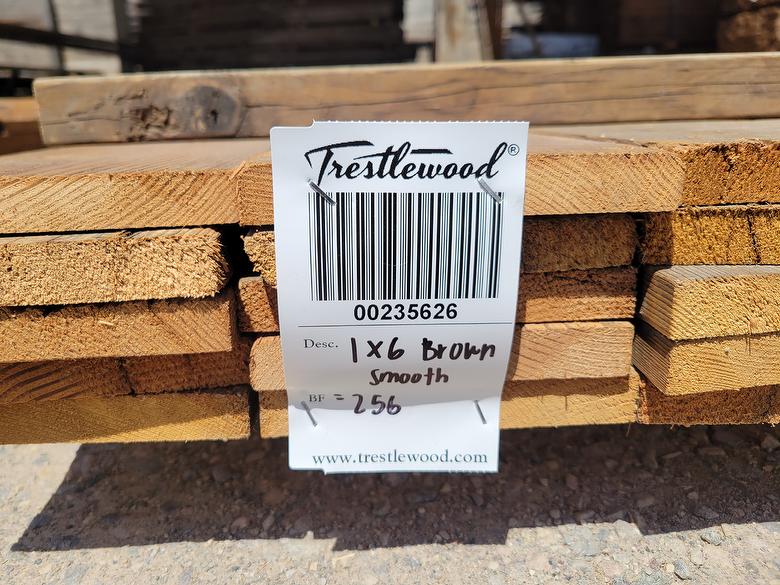 Trestlewood®
00235626
Desc. 1x6 Brown
smooth
BF = 256
www.trestlewood.com